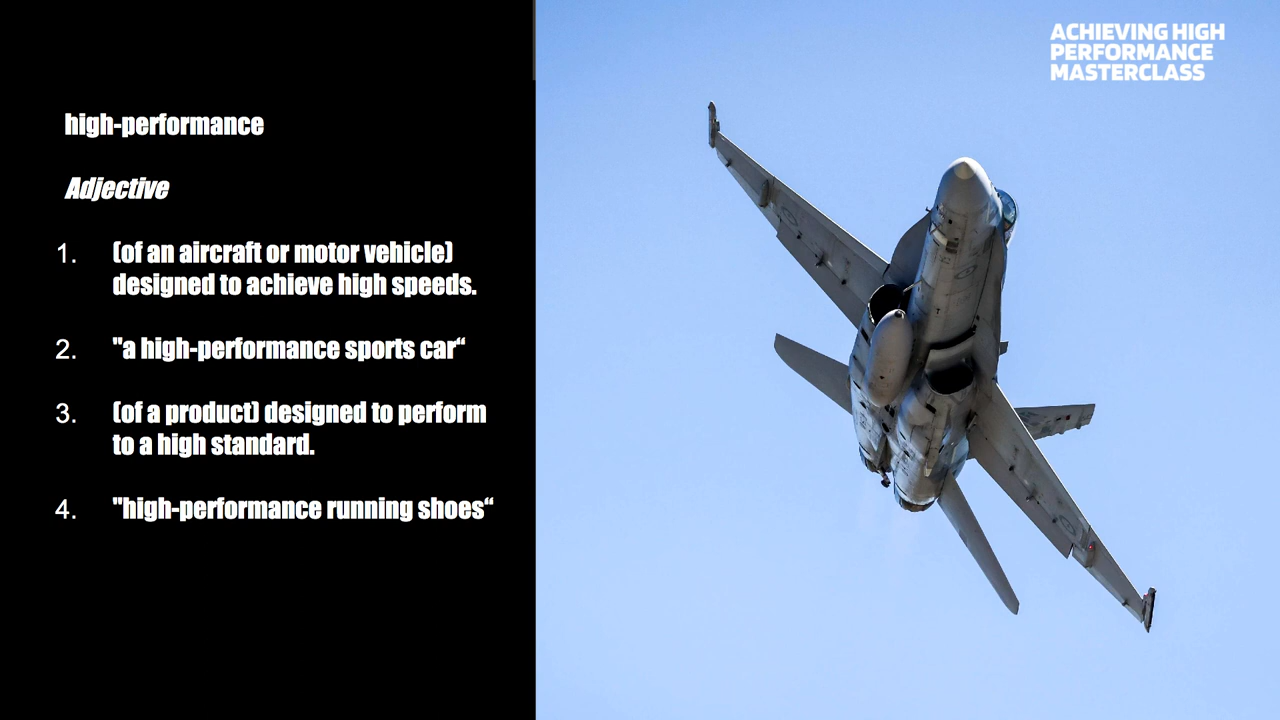 high-performance
Adjective
1. (of an aircraft or motor vehicle)
designed to achieve high speeds.
2. "a high-performance sports car“
3. (of a product) designed to perform
to a high standard.
4. "high-performance running shoes“
ACHIEVING HIGH
PERFORMANCE
MASTERCLASS